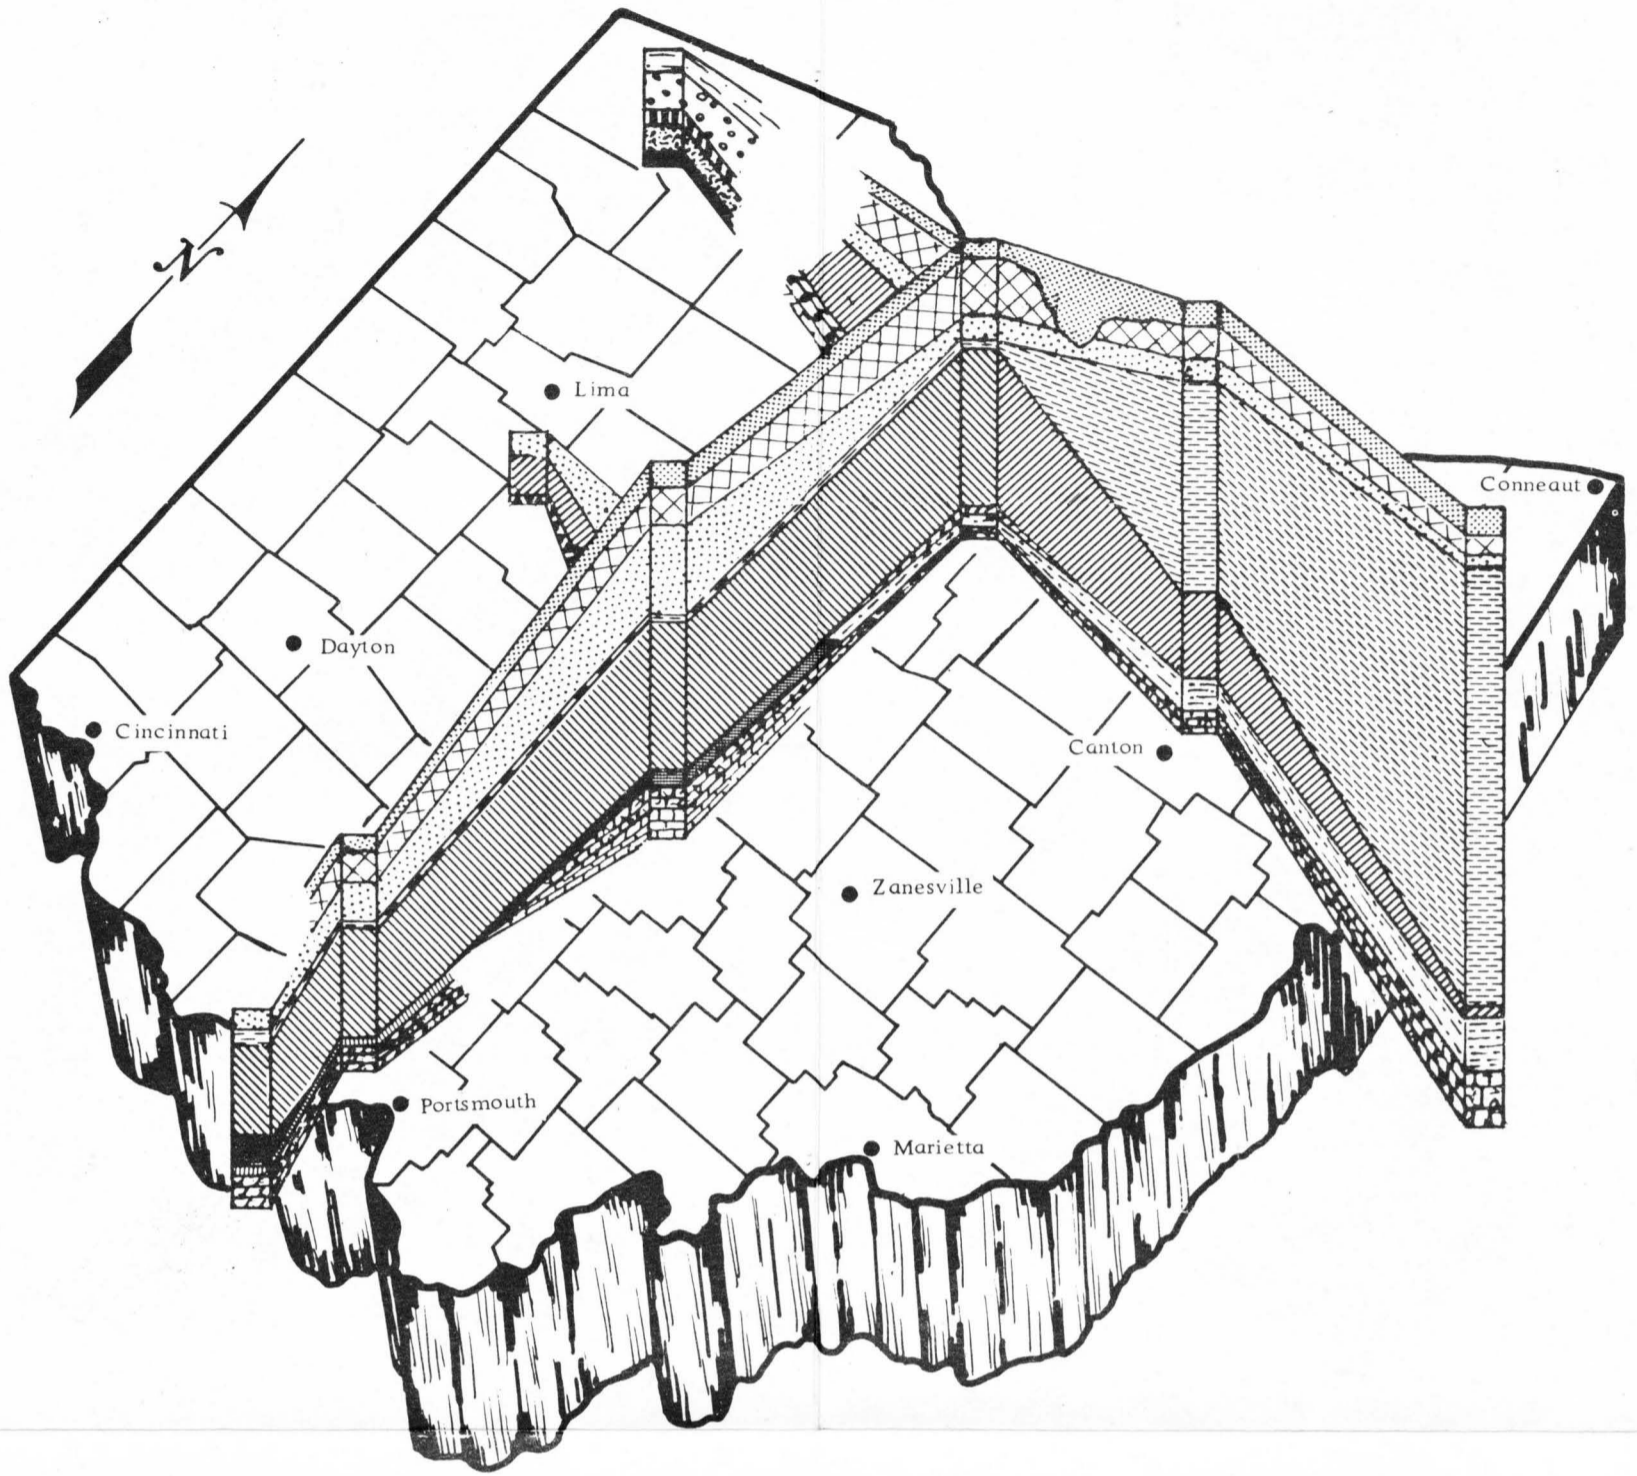 N
Lima
Conneaut
Dayton
Cincinnati
Canton
Zanesville
Portsmouth
Marietta